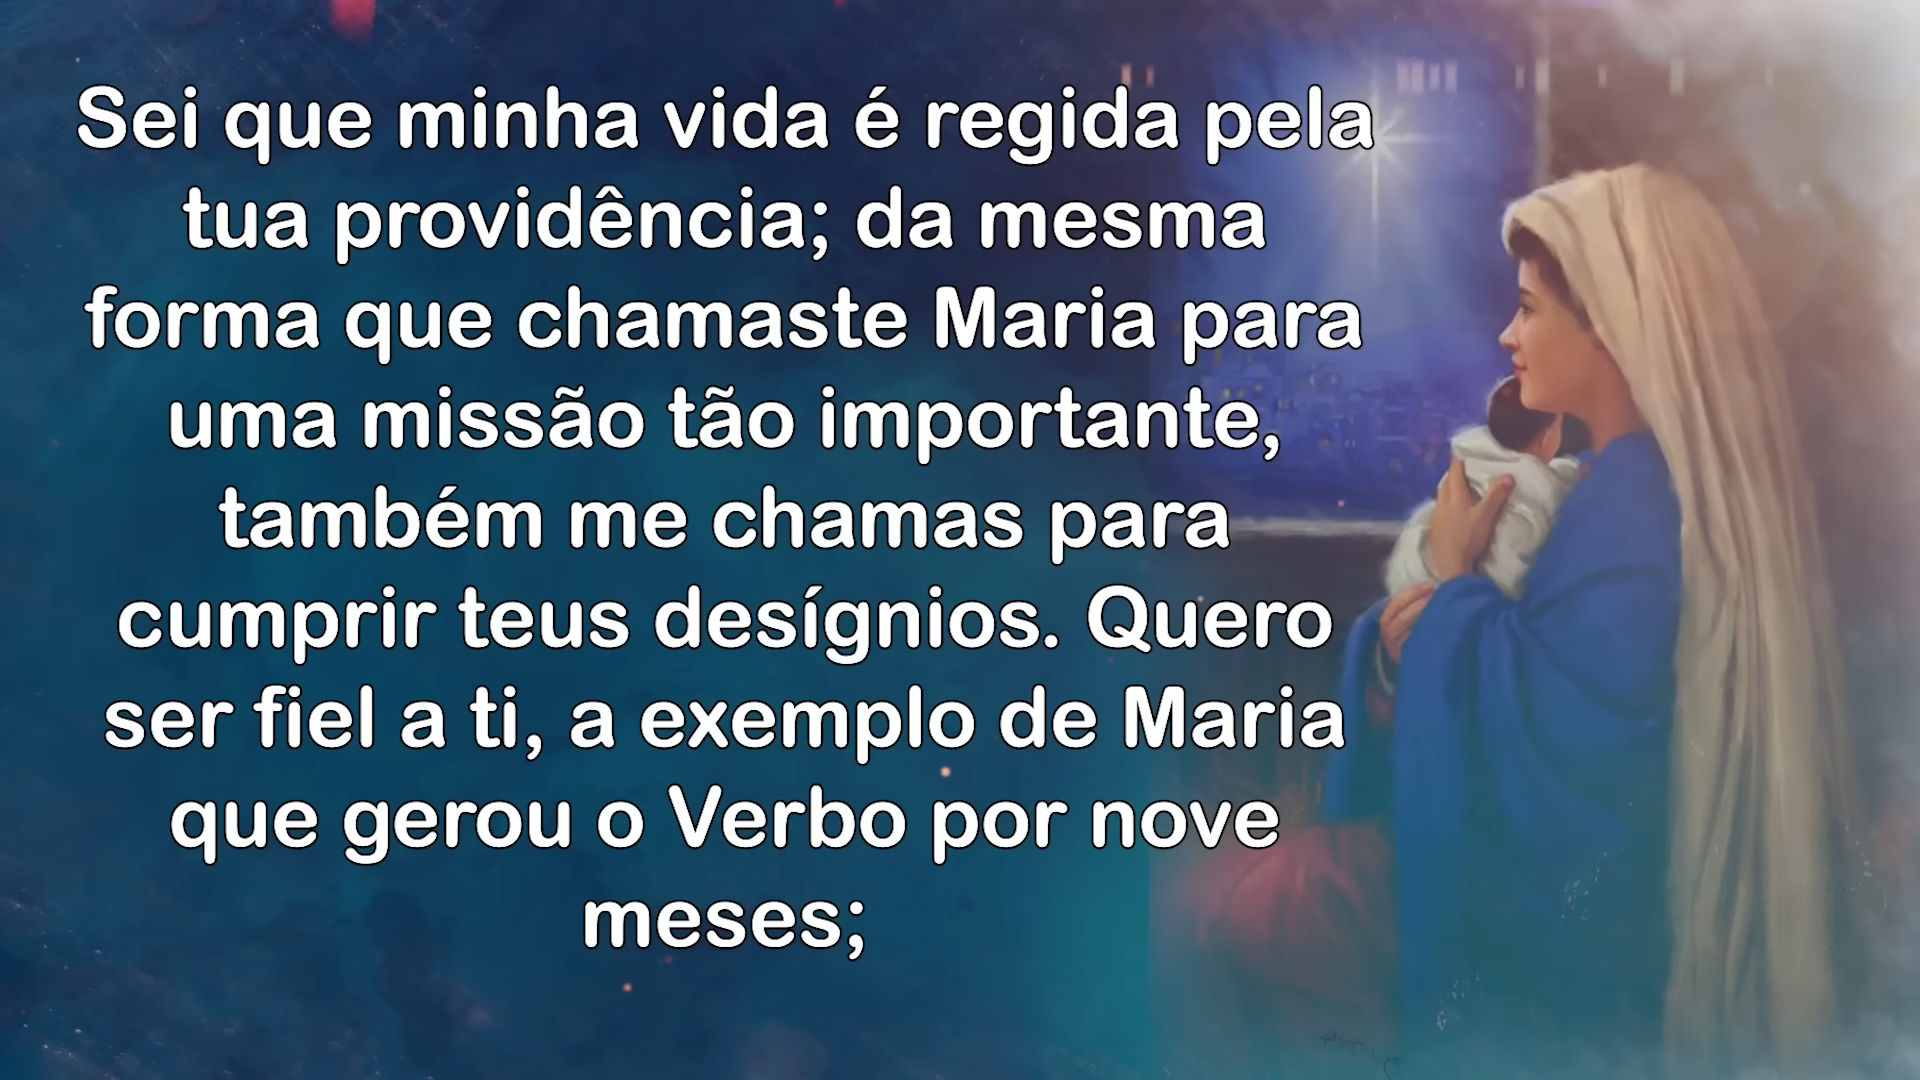 Sei que minha vida é regida pela
tua providência; da mesma
forma que chamaste Maria para
uma missão tão importante,
também me chamas para
cumprir teus desígnios. Quero
ser fiel a ti, a exemplo de Maria
que gerou o Verbo por nove
meses;